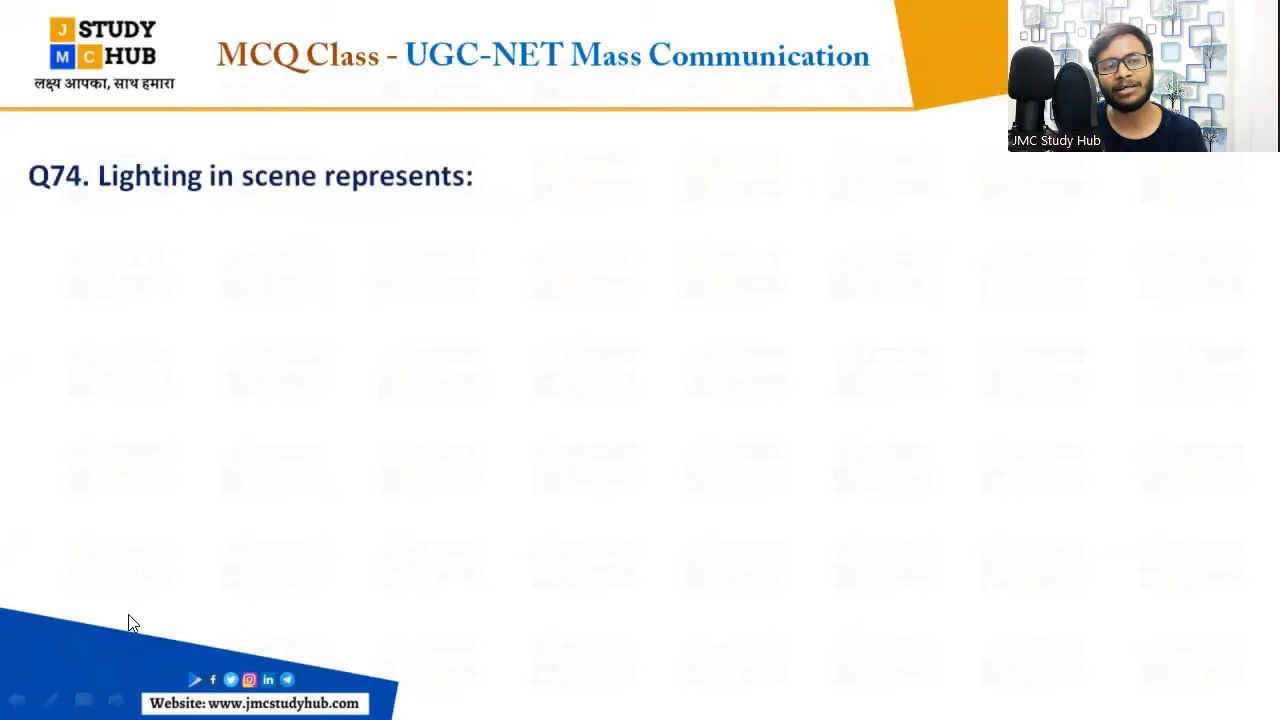 J STUDY
MC HUB
लक्ष्य आपका, साथ हमारा
MCQ Class - UGC-NET Mass Communication
JMC Study Hub
Q74. Lighting in scene represents:
Website: www.jmcstudyhub.com